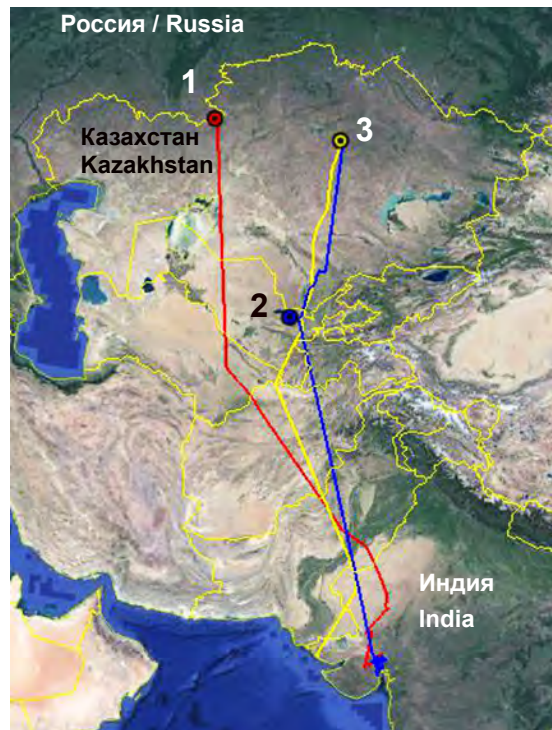 Россия / Russia
1
3
Казахстан
Kazakhstan
2
Индия
India